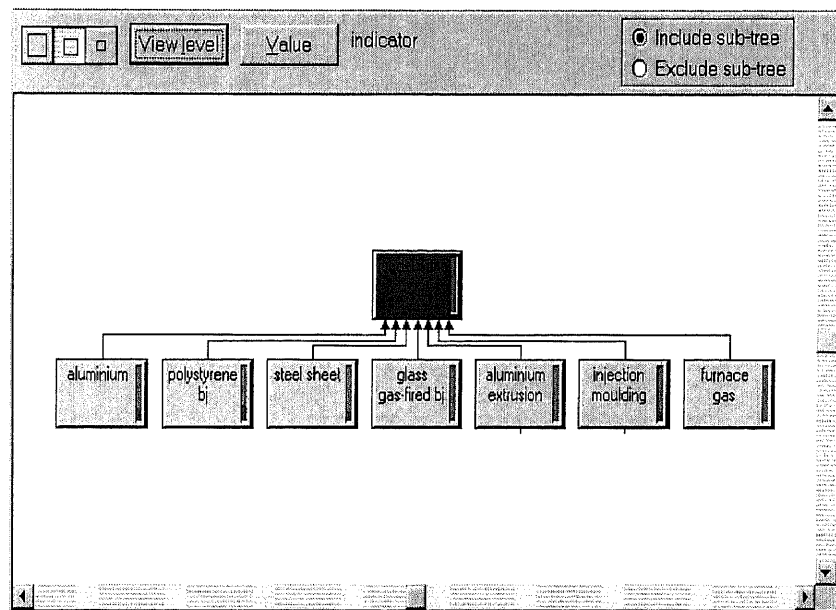 View level
Value
indicator
Include sub-tree
Exclude sub-tree
aluminium
polystyrene
bj
steel sheet
glass
gas-fired bj
aluminium
extrusion
injection
moulding
furnace
gas